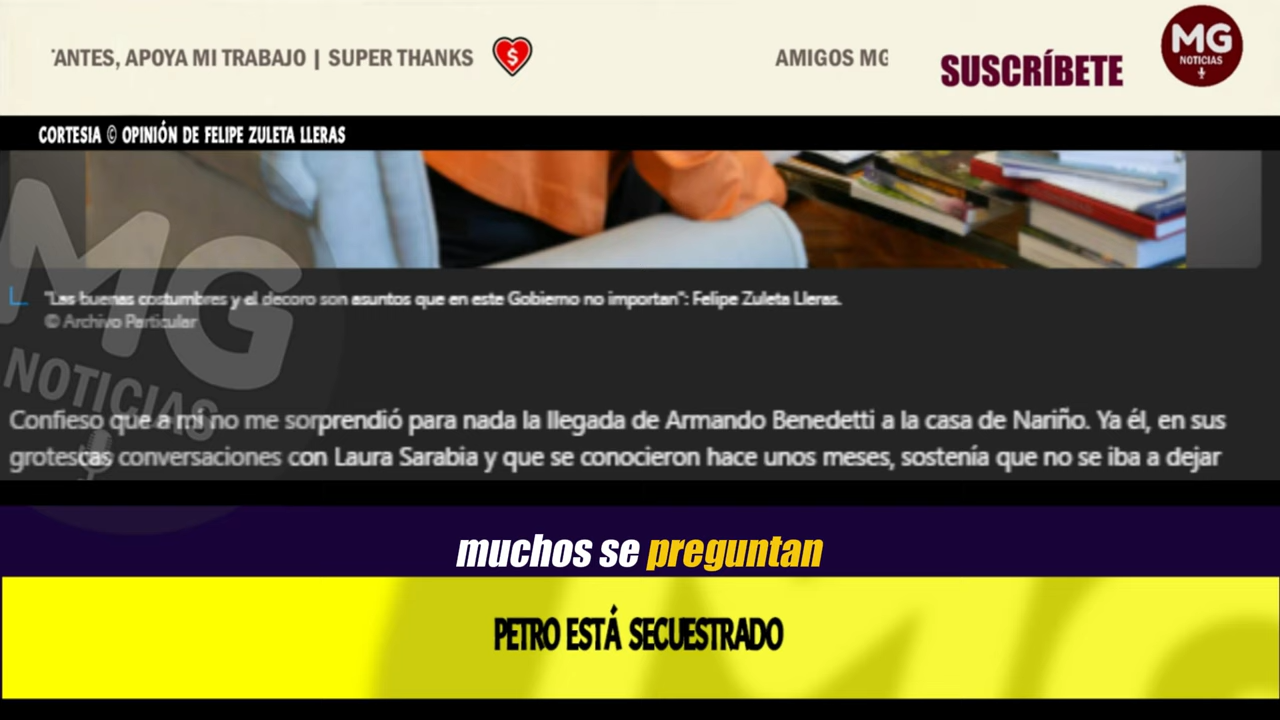 ANTES, APOYA MI TRABAJO | SUPER THANKS
AMIGOS MG
SUSCRÍBETE
MG
NOTICIAS
CORTESIA © OPINIÓN DE FELIPE ZULETA LLERAS
"Las buenas costumbres y el decoro son asuntos que en este Gobierno no importan": Felipe Zuleta Lleras.
© Archivo Particular
MG
NOTICIAS
Confieso que a mí no me sorprendió para nada la llegada de Armando Benedetti a la casa de Nariño. Ya él, en sus
grotescas conversaciones con Laura Sarabia y que se conocieron hace unos meses, sostenía que no se iba a dejar
muchos se preguntan
PETRO ESTÁ SECUESTRADO